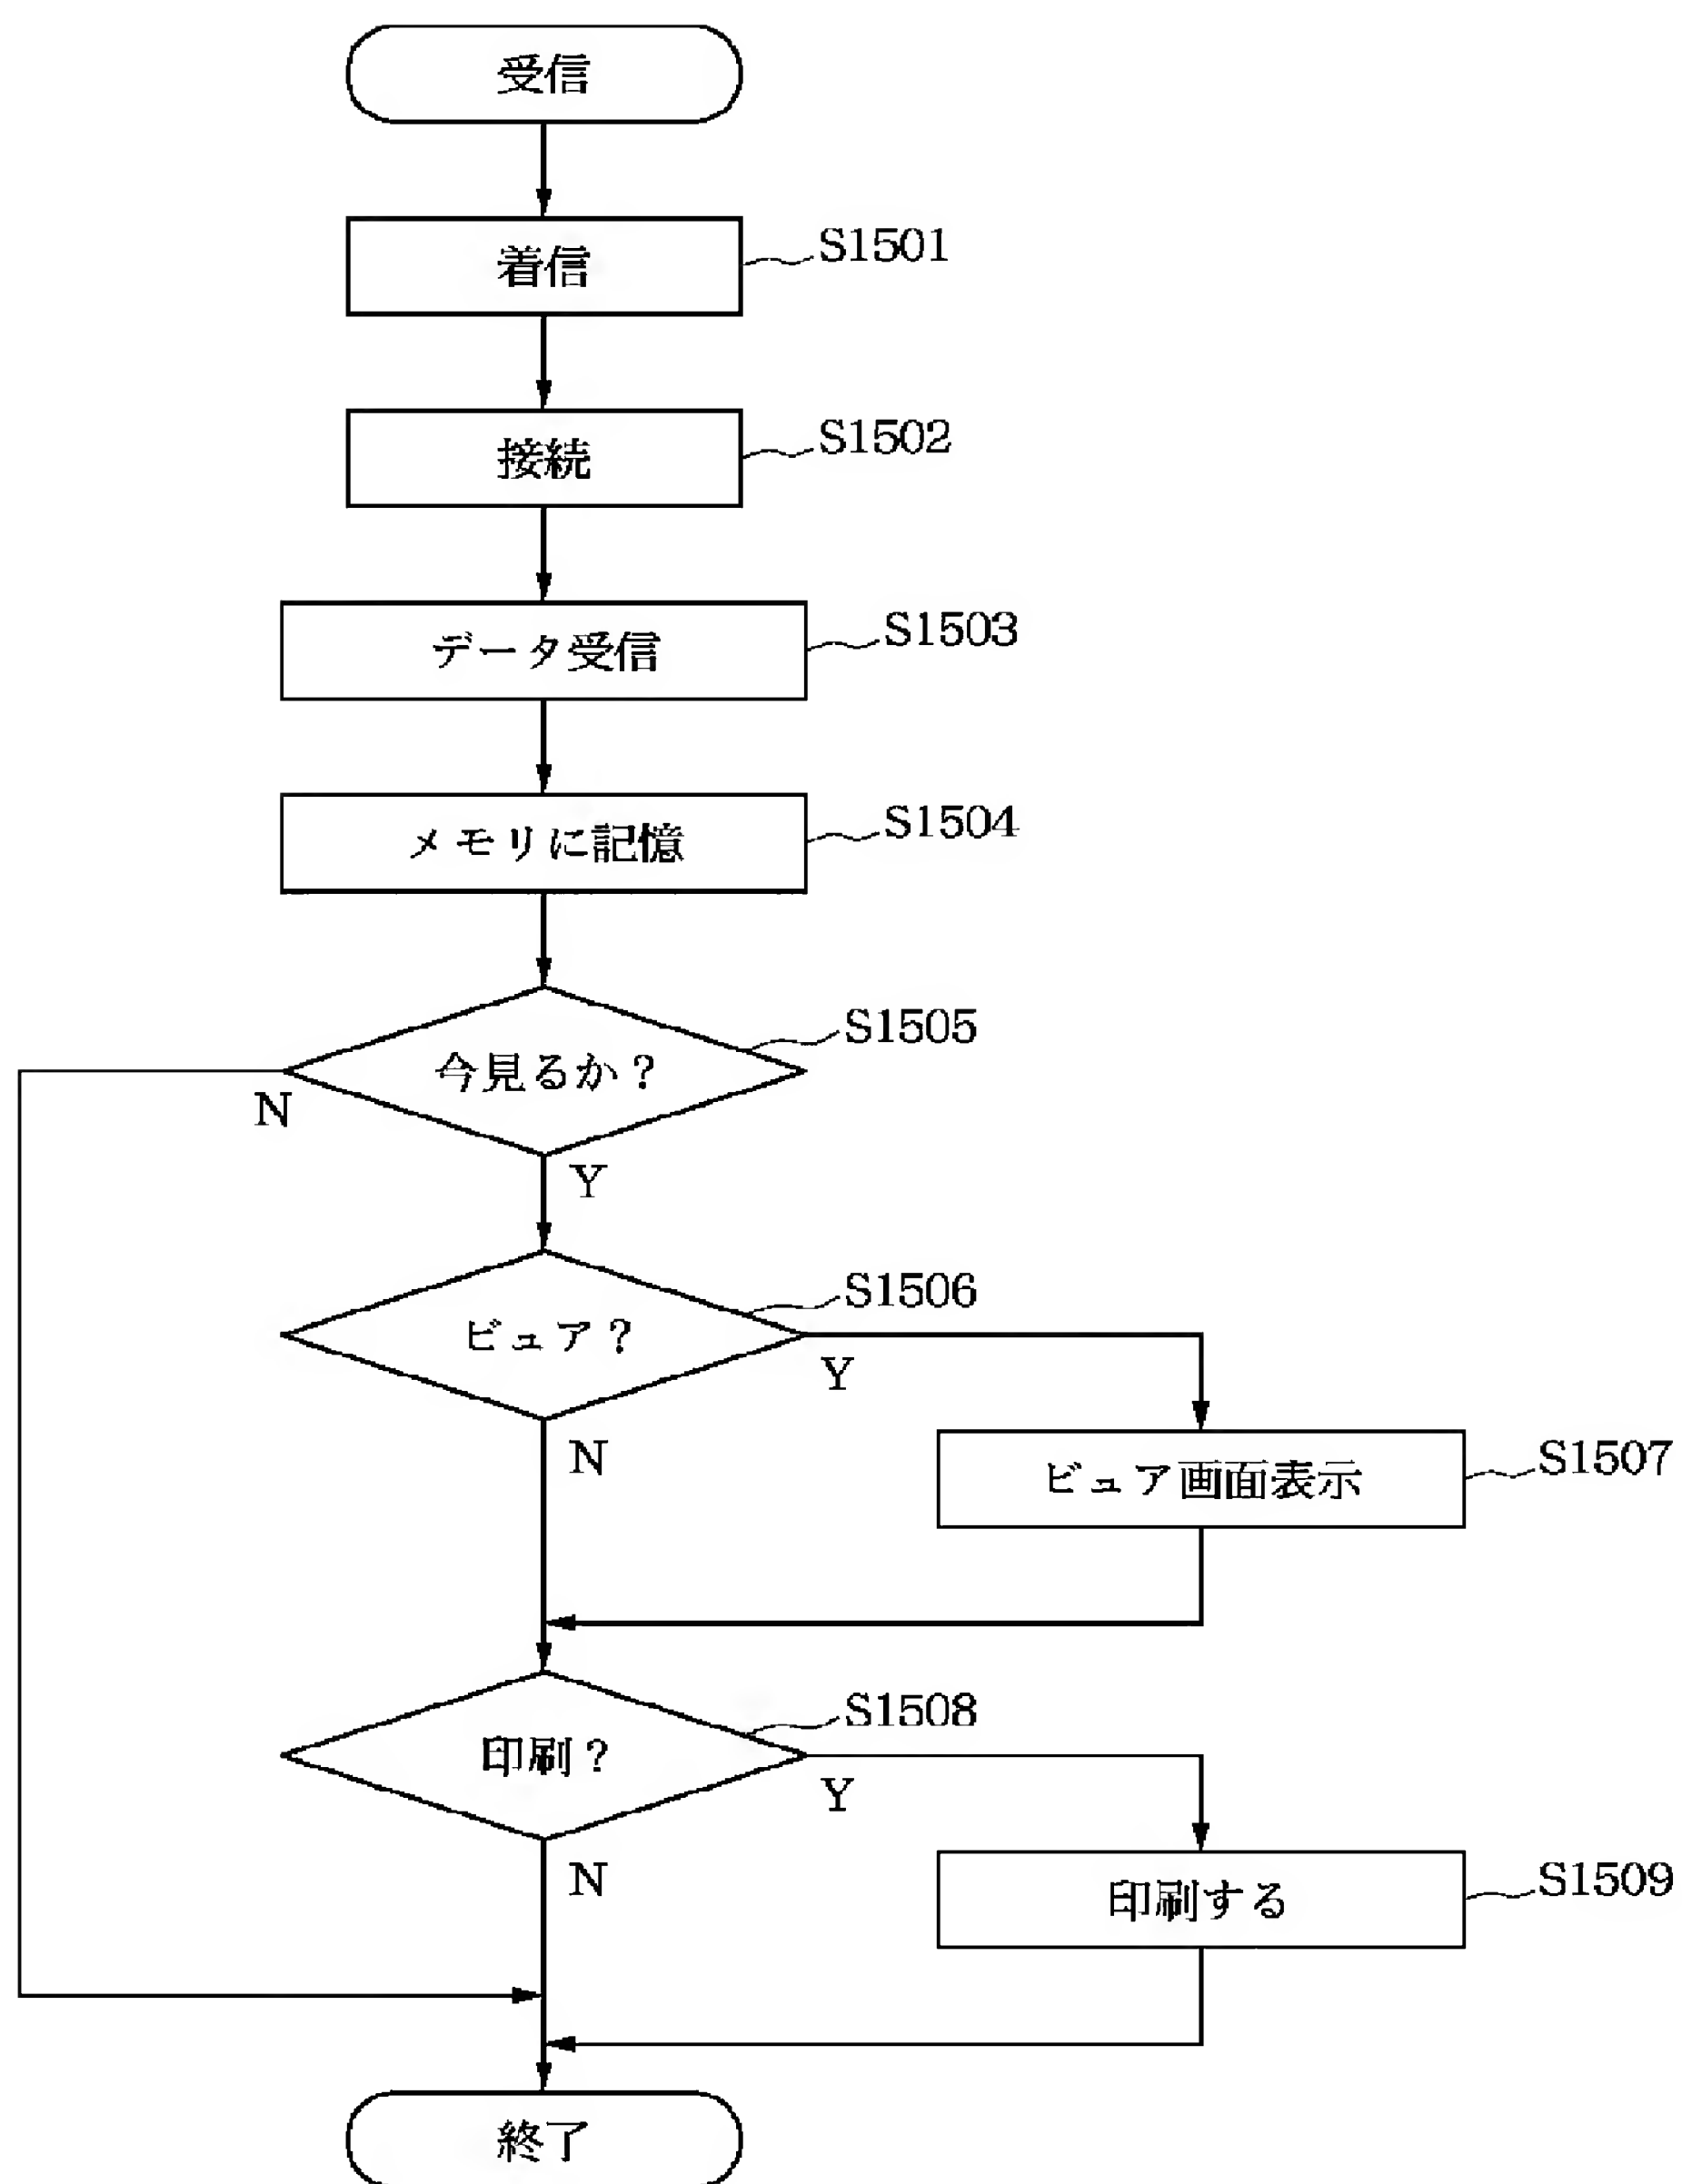 受信
着信
S1501
接続
S1502
データ受信
S1503
メモリに記憶
S1504
今見るか?
S1505
N
Y
ビュア?
S1506
Y
N
ビュア画面表示
S1507
印刷?
S1508
Y
N
印刷する
S1509
終了